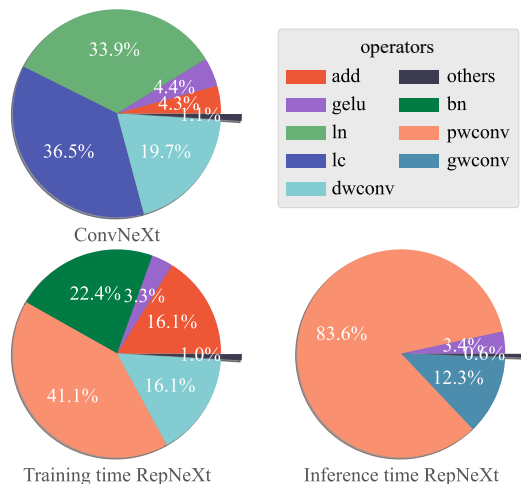 33.9%
4.4%
4.3%
1.1%
36.5%
19.7%
ConvNeXt
operators
add
others
gelu
bn
ln
pwconv
lc
gwconv
dwconv
22.4%
3.3%
16.1%
1.0%
41.1%
16.1%
Training time RepNeXt
83.6%
3.4%
0.6%
12.3%
Inference time RepNeXt